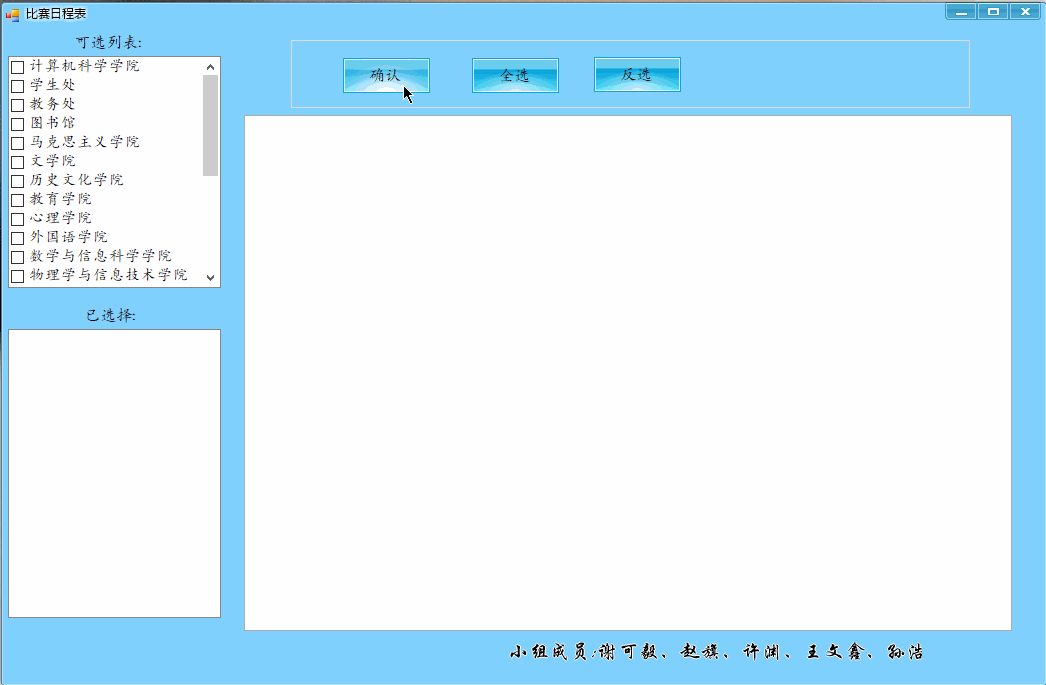 比赛日程表
可选列表:
计算机科学学院
学生处
教务处
图书馆
马克思主义学院
文学院
历史文化学院
教育学院
心理学院
外国语学院
数学与信息科学学院
物理学与信息技术学院
已选择:
确认 全选 反选
小组成员:谢可毅、赵旗、许渊、王文鑫、孙浩